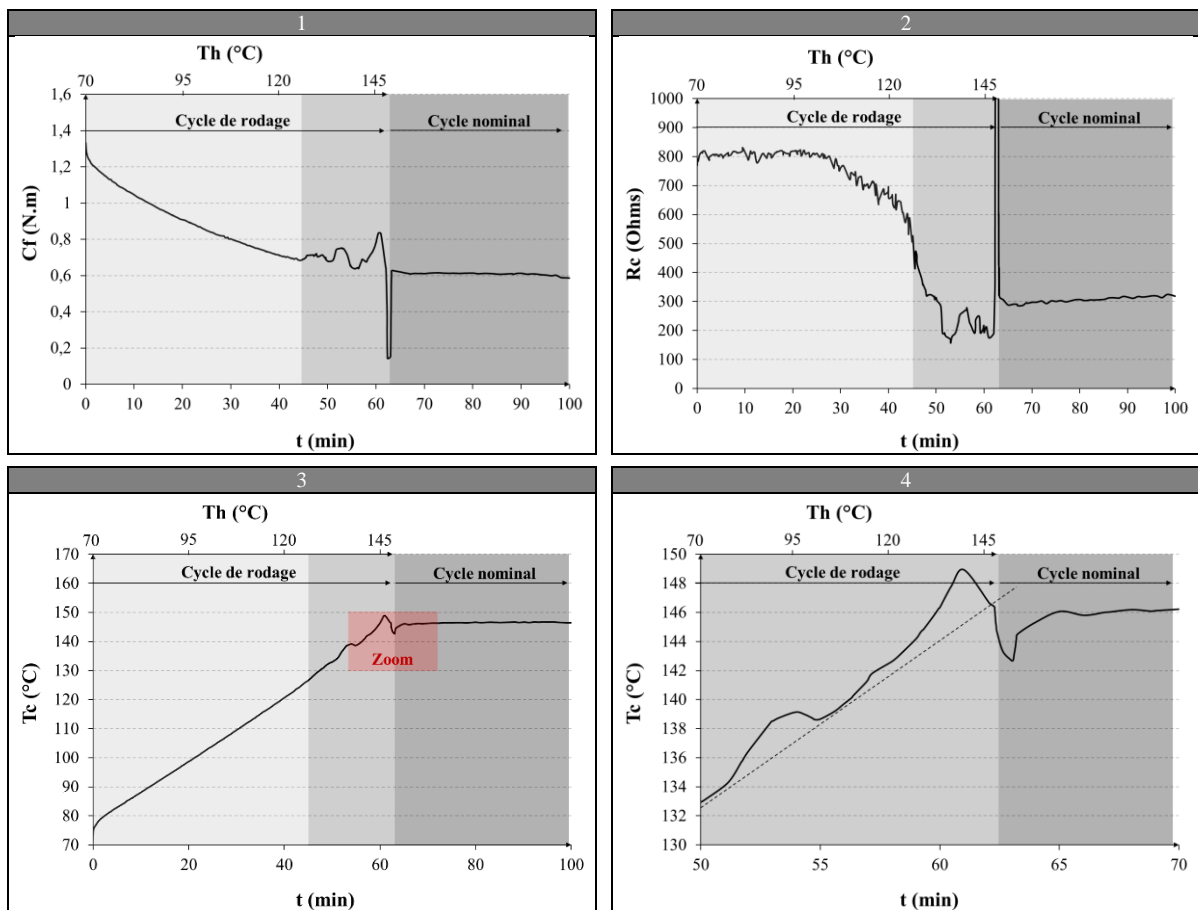 1
Th (°C)
70 95 120 145
1,6
1,4
1,2
1
0,8
0,6
0,4
0,2
0
Cf (N.m)
Cycle de rodage
Cycle nominal
0 10 20 30 40 50 60 70 80 90 100
t (min)
2
Th (°C)
70 95 120 145
1000
900
800
700
600
500
400
300
200
100
0
Rc (Ohms)
Cycle de rodage
Cycle nominal
0 10 20 30 40 50 60 70 80 90 100
t (min)
3
Th (°C)
70 95 120 145
170
160
150
140
130
120
110
100
90
80
70
Tc (°C)
Cycle de rodage
Cycle nominal
Zoom
0 20 40 60 80 100
t (min)
4
Th (°C)
70 95 120 145
150
148
146
144
142
140
138
136
134
132
130
Tc (°C)
Cycle de rodage
Cycle nominal
50 55 60 65 70
t (min)